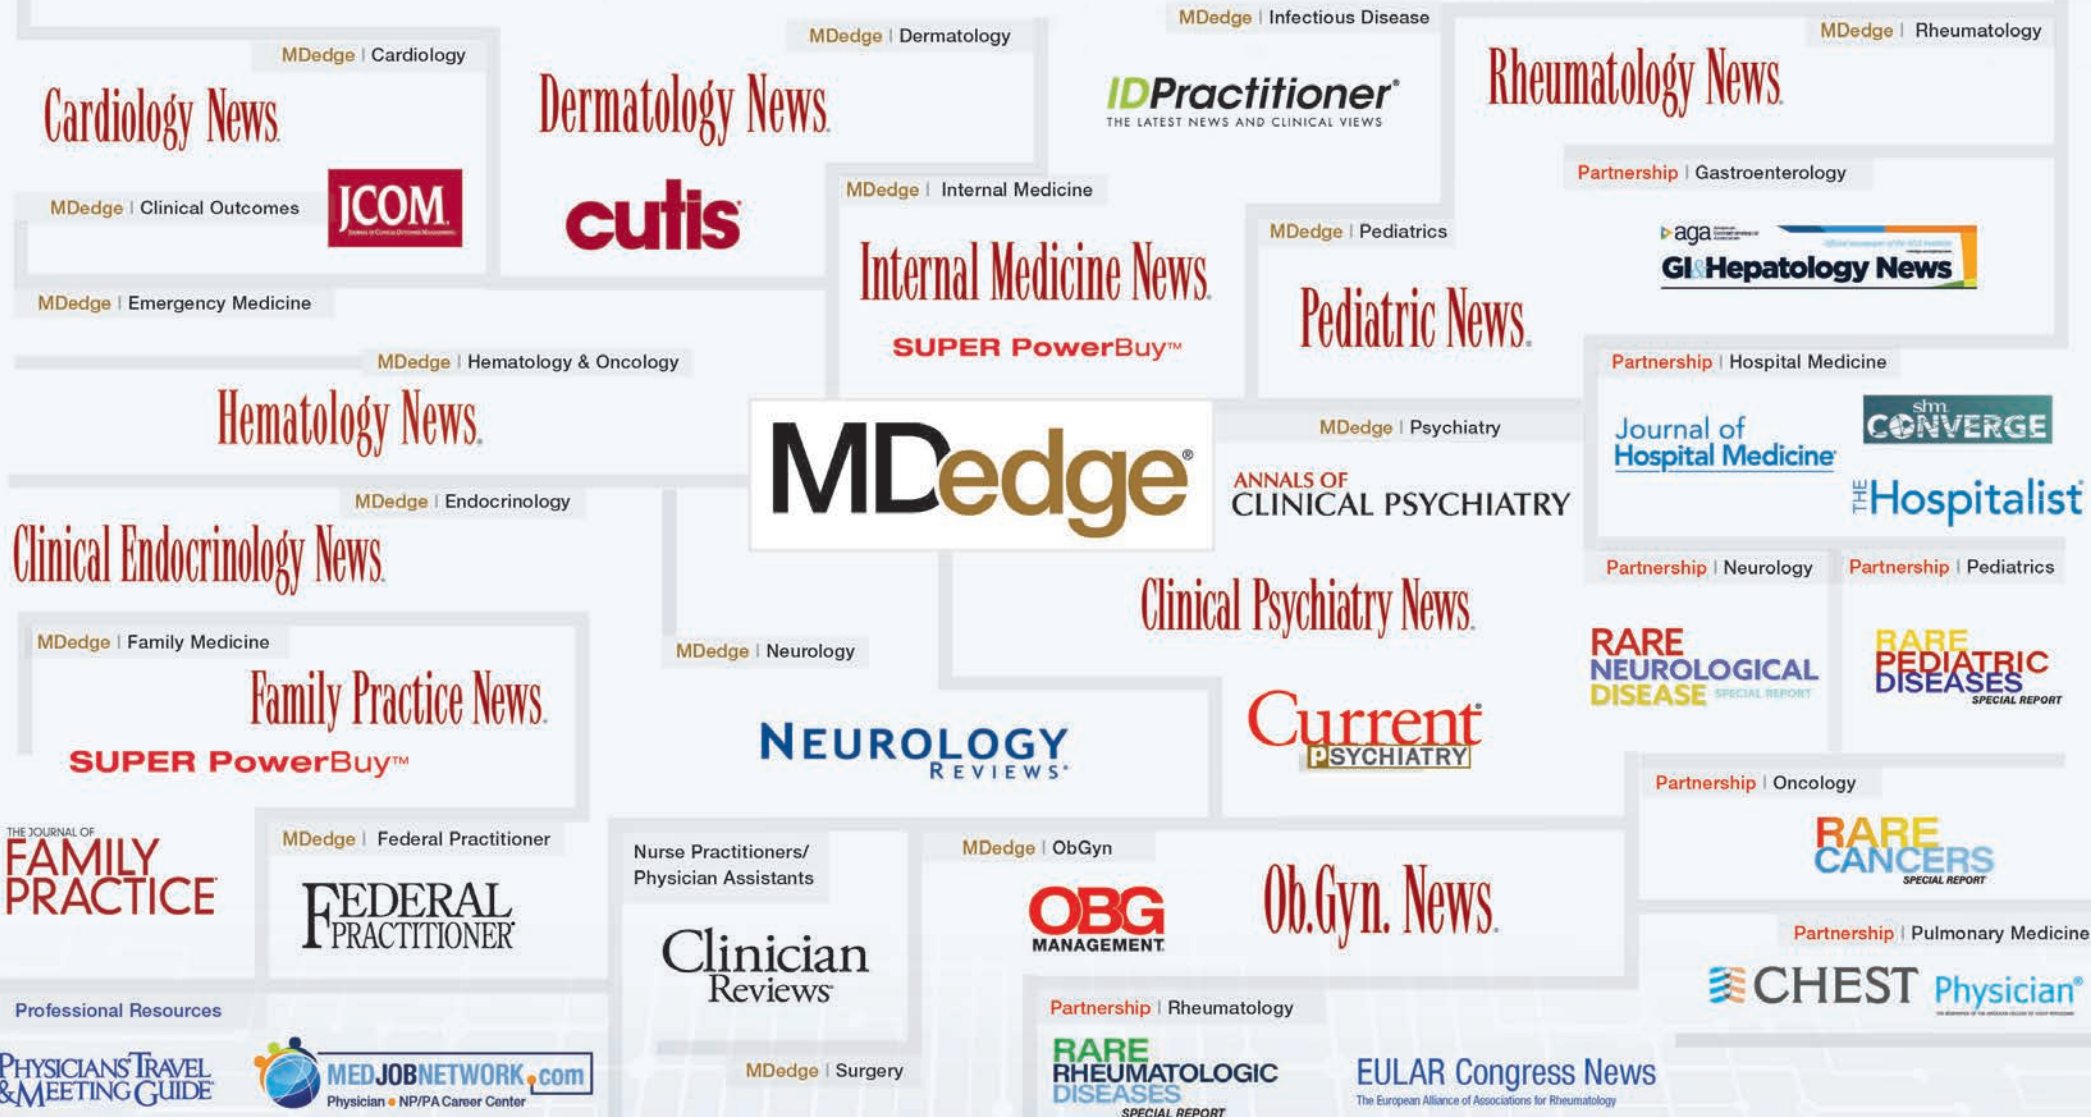 MDedge | Cardiology
Cardiology News.
MDedge | Clinical Outcomes
JCOM
MDedge | Emergency Medicine
MDedge | Dermatology
Dermatology News.
cutis
MDedge | Infectious Disease
IDPractitioner®
THE LATEST NEWS AND CLINICAL VIEWS
MDedge | Rheumatology
Rheumatology News.
MDedge | Internal Medicine
Internal Medicine News.
SUPER PowerBuy™
MDedge | Pediatrics
Pediatric News.
Partnership | Gastroenterology
aga
GI&Hepatology News
MDedge | Hematology & Oncology
Hematology News.
MDedge®
MDedge | Psychiatry
ANNALS OF
CLINICAL PSYCHIATRY
Clinical Psychiatry News.
Current
PSYCHIATRY
Partnership | Hospital Medicine
Journal of
Hospital Medicine
shm
CONVERGE
THE Hospitalist
MDedge | Endocrinology
Clinical Endocrinology News.
MDedge | Family Medicine
Family Practice News.
SUPER PowerBuy™
THE JOURNAL OF
FAMILY
PRACTICE
MDedge | Neurology
NEUROLOGY
REVIEWS
Partnership | Neurology
RARE
NEUROLOGICAL
DISEASE SPECIAL REPORT
Partnership | Pediatrics
RARE
PEDIATRIC
DISEASES
SPECIAL REPORT
MDedge | Federal Practitioner
FEDERAL
PRACTITIONER
Nurse Practitioners/
Physician Assistants
Clinician
Reviews
MDedge | ObGyn
OBG
MANAGEMENT
Ob.Gyn. News.
Partnership | Oncology
RARE
CANCERS
SPECIAL REPORT
Partnership | Pulmonary Medicine
CHEST Physician®
Professional Resources
PHYSICIANS' TRAVEL
& MEETING GUIDE
MEDJOBNETWORK.com
Physician • NP/PA Career Center
MDedge | Surgery
Partnership | Rheumatology
RARE
RHEUMATOLOGIC
DISEASES
SPECIAL REPORT
EULAR Congress News
The European Alliance of Associations for Rheumatology